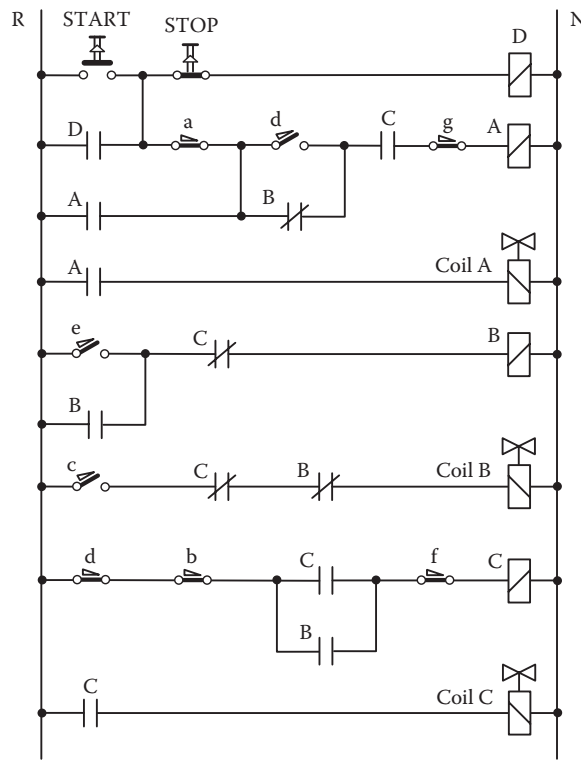 R START N
STOP
D
D a d C g A
A B
A Coil A
e C B
B
c C B Coil B
d b C f C
B
C Coil C